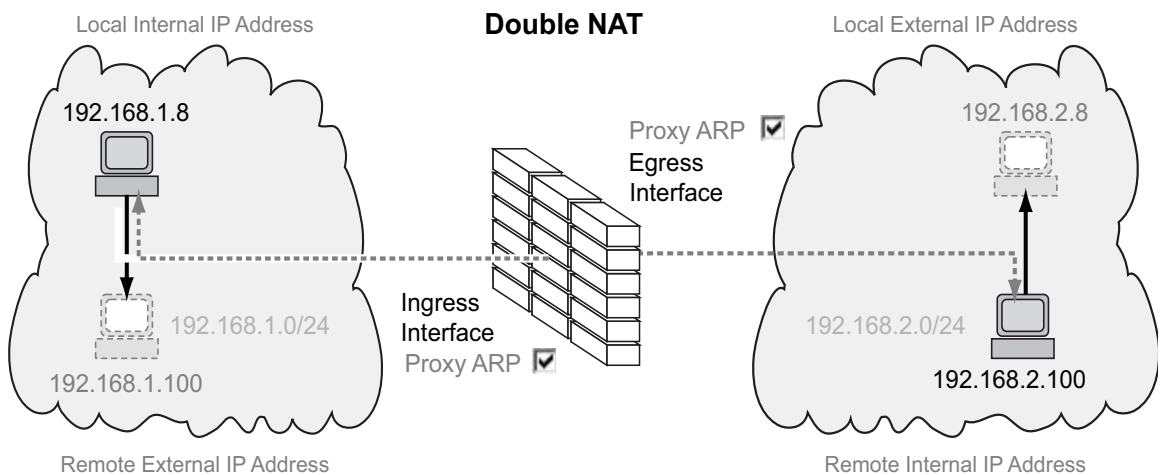 Local Internal IP Address
Double NAT
Local External IP Address
192.168.1.8
192.168.2.8
Proxy ARP
Egress
Interface
Ingress
Interface
Proxy ARP
192.168.1.0/24
192.168.2.0/24
192.168.1.100
192.168.2.100
Remote External IP Address
Remote Internal IP Address